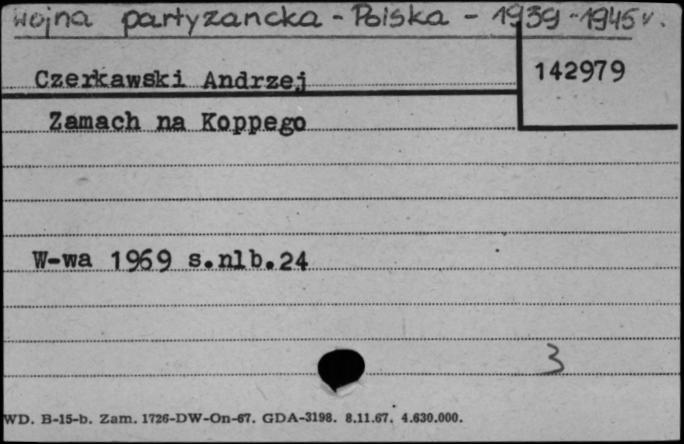 wojna partyzancka - Polska - 1939-1945 r.
Czerkawski Andrzej
142979
Zamach na Koppego
W-wa 1969 s.nlb.24
3
WD. B-15-b. Zam. 1726-DW-On-67. GDA-3198. 8.11.67. 4.630.000.